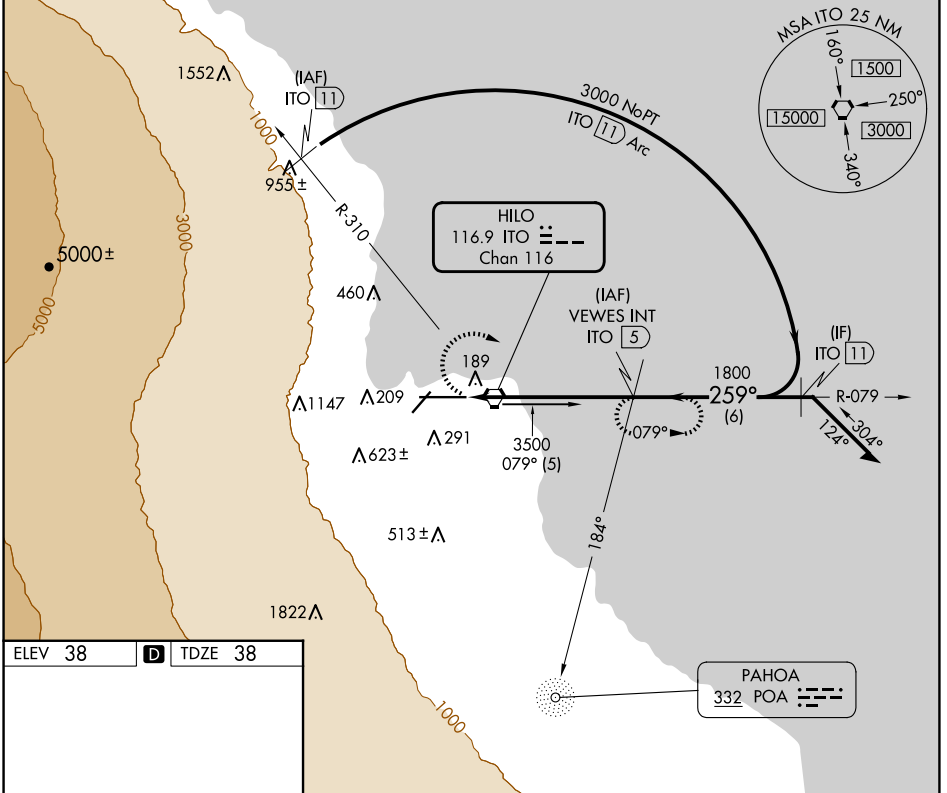 MSA ITO 25 NM
160°
1500
250°
15000
3000
340°
1552
(IAF)
ITO 11
3000 NoPT
ITO 11 Arc
1000
955±
R-310
3000
5000±
5000
HILO
116.9 ITO
Chan 116
460
(IAF)
VEWES INT
ITO 5
(IF)
ITO 11
189
1800
259°
(6)
R-079
1147
209
291
3500
079° (5)
079°
304°
124°
623±
513±
184°
1822
ELEV 38 D TDZE 38
PAHOA
332 POA
1000